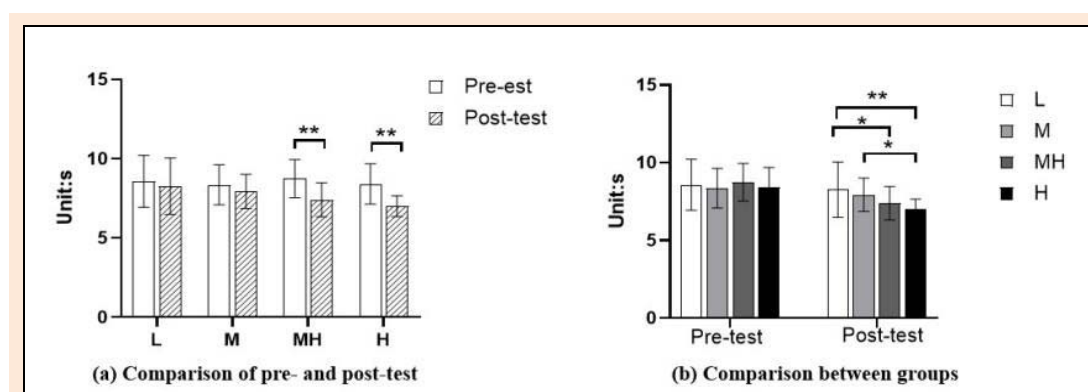 15
10
5
0
Unit:s
** **
L M MH H
Pre-est
Post-test
(a) Comparison of pre- and post-test
15
10
5
0
Unit:s
**
*
*
Pre-test Post-test
L
M
MH
H
(b) Comparison between groups